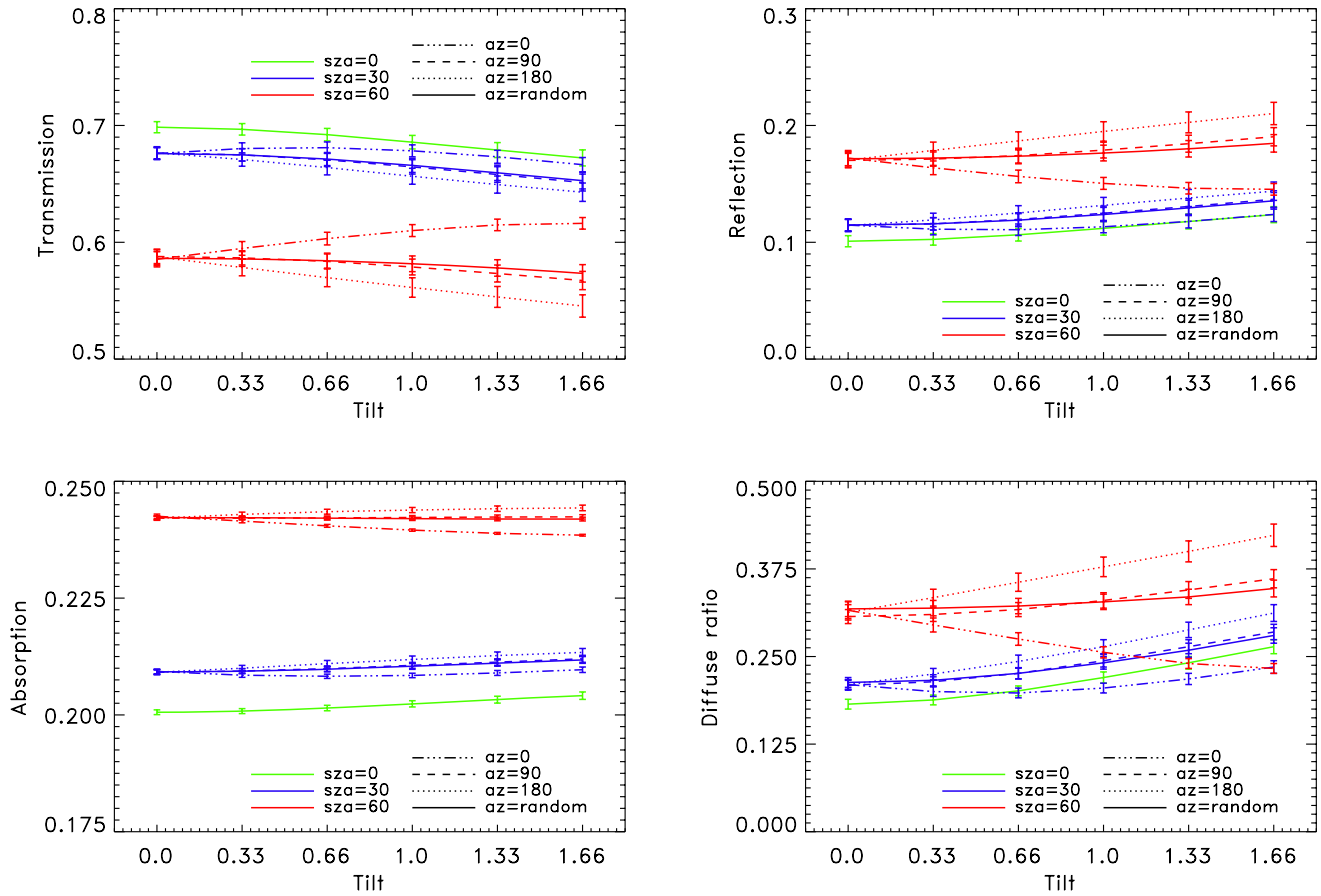 0.8
0.7
0.6
0.5
Transmission
sza=0
sza=30
sza=60
az=0
az=90
az=180
az=random
0.0 0.33 0.66 1.0 1.33 1.66
Tilt
0.3
0.2
0.1
0.0
Reflection
sza=0
sza=30
sza=60
az=0
az=90
az=180
az=random
0.0 0.33 0.66 1.0 1.33 1.66
Tilt
0.250
0.225
0.200
0.175
Absorption
sza=0
sza=30
sza=60
az=0
az=90
az=180
az=random
0.0 0.33 0.66 1.0 1.33 1.66
Tilt
0.500
0.375
0.250
0.125
0.000
Diffuse ratio
sza=0
sza=30
sza=60
az=0
az=90
az=180
az=random
0.0 0.33 0.66 1.0 1.33 1.66
Tilt